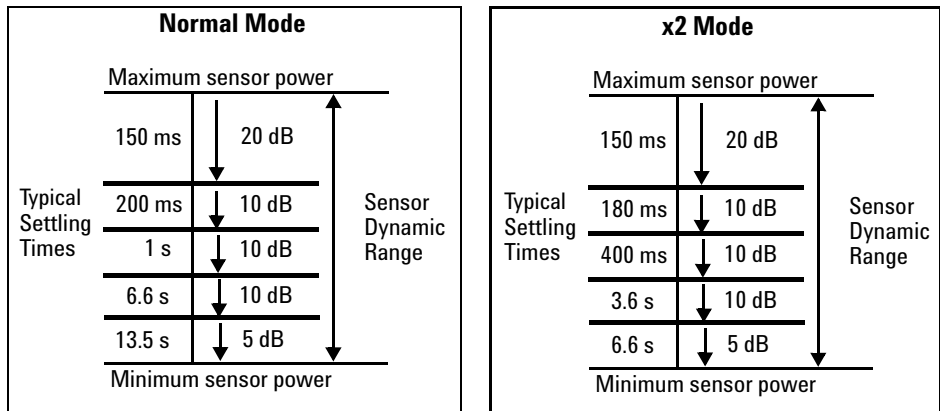 Normal Mode
Maximum sensor power
150 ms
20 dB
Typical
Settling
Times
200 ms
10 dB
Sensor
Dynamic
Range
1 s
10 dB
6.6 s
10 dB
13.5 s
5 dB
Minimum sensor power
x2 Mode
Maximum sensor power
150 ms
20 dB
Typical
Settling
Times
180 ms
10 dB
Sensor
Dynamic
Range
400 ms
10 dB
3.6 s
10 dB
6.6 s
5 dB
Minimum sensor power